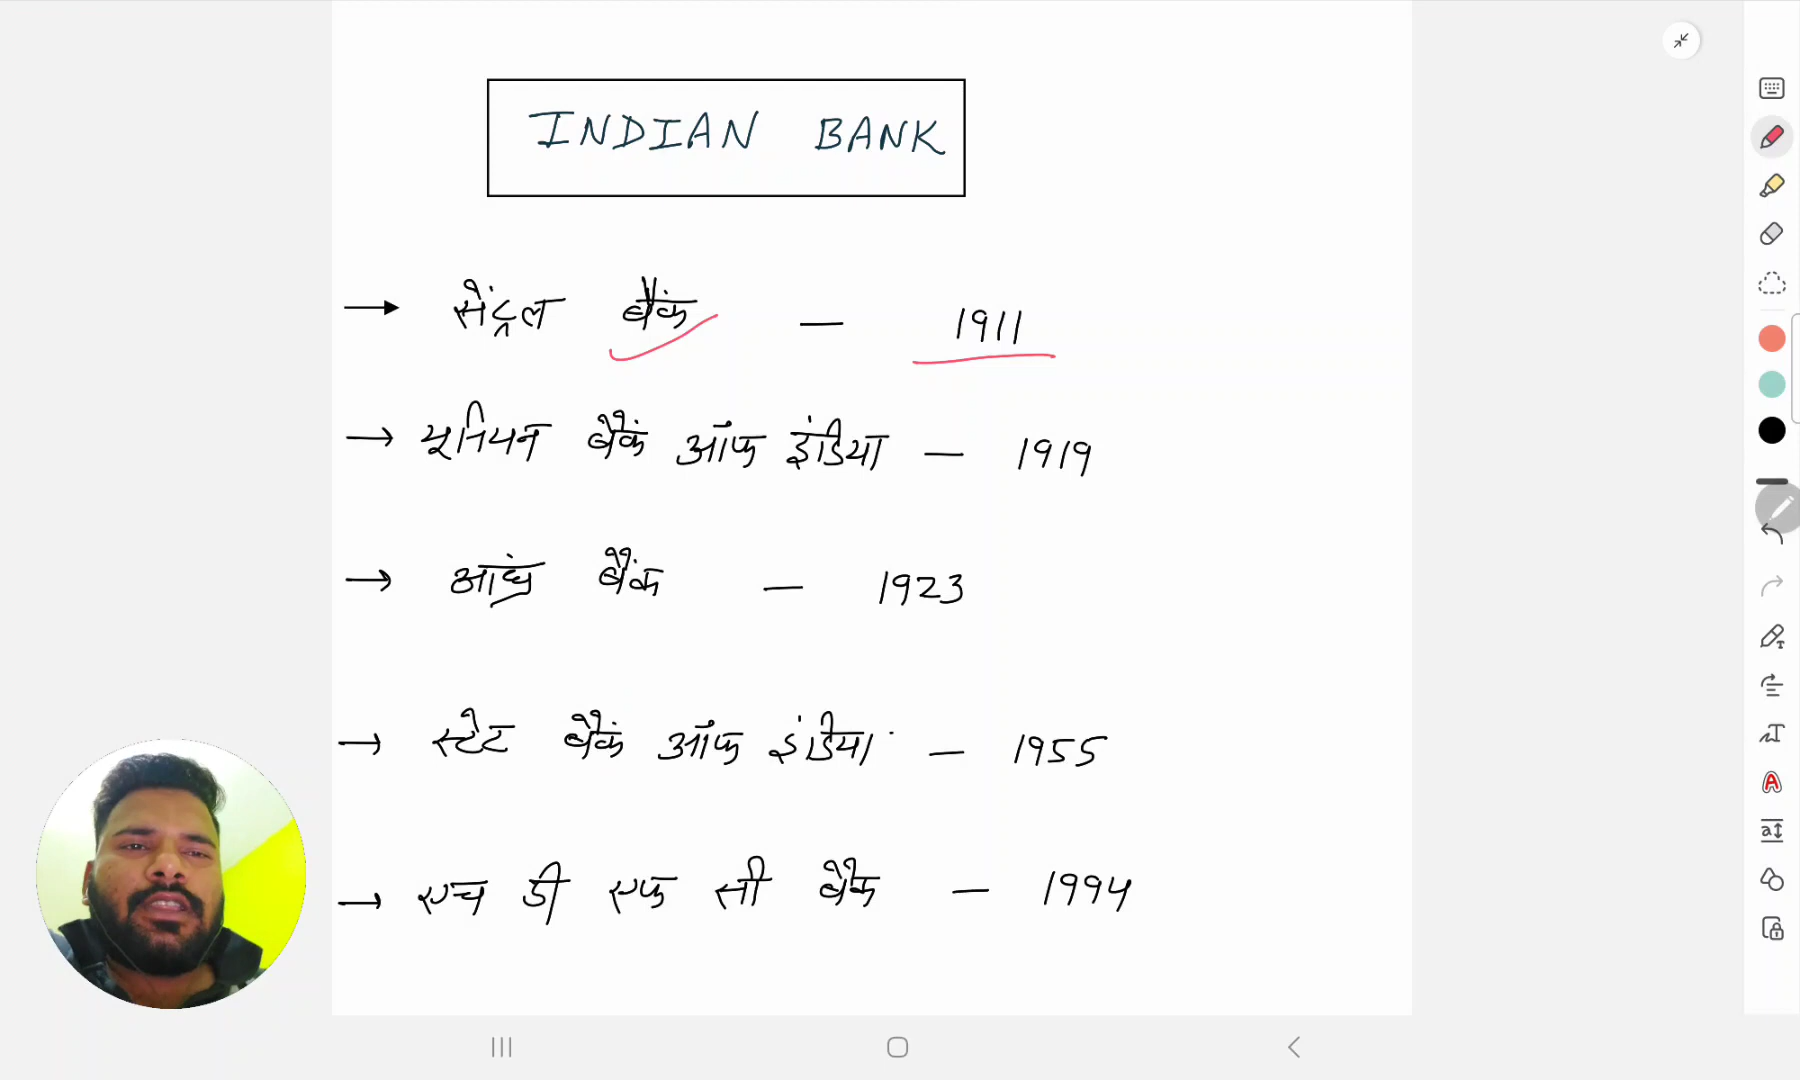 INDIAN BANK
→ सेंट्रल बैंक — 1911
→ यूनियन बैंक ऑफ इंडिया — 1919
→ आंध्र बैंक — 1923
→ स्टेट बैंक ऑफ इंडिया — 1955
→ एच डी एफ सी बैंक — 1994